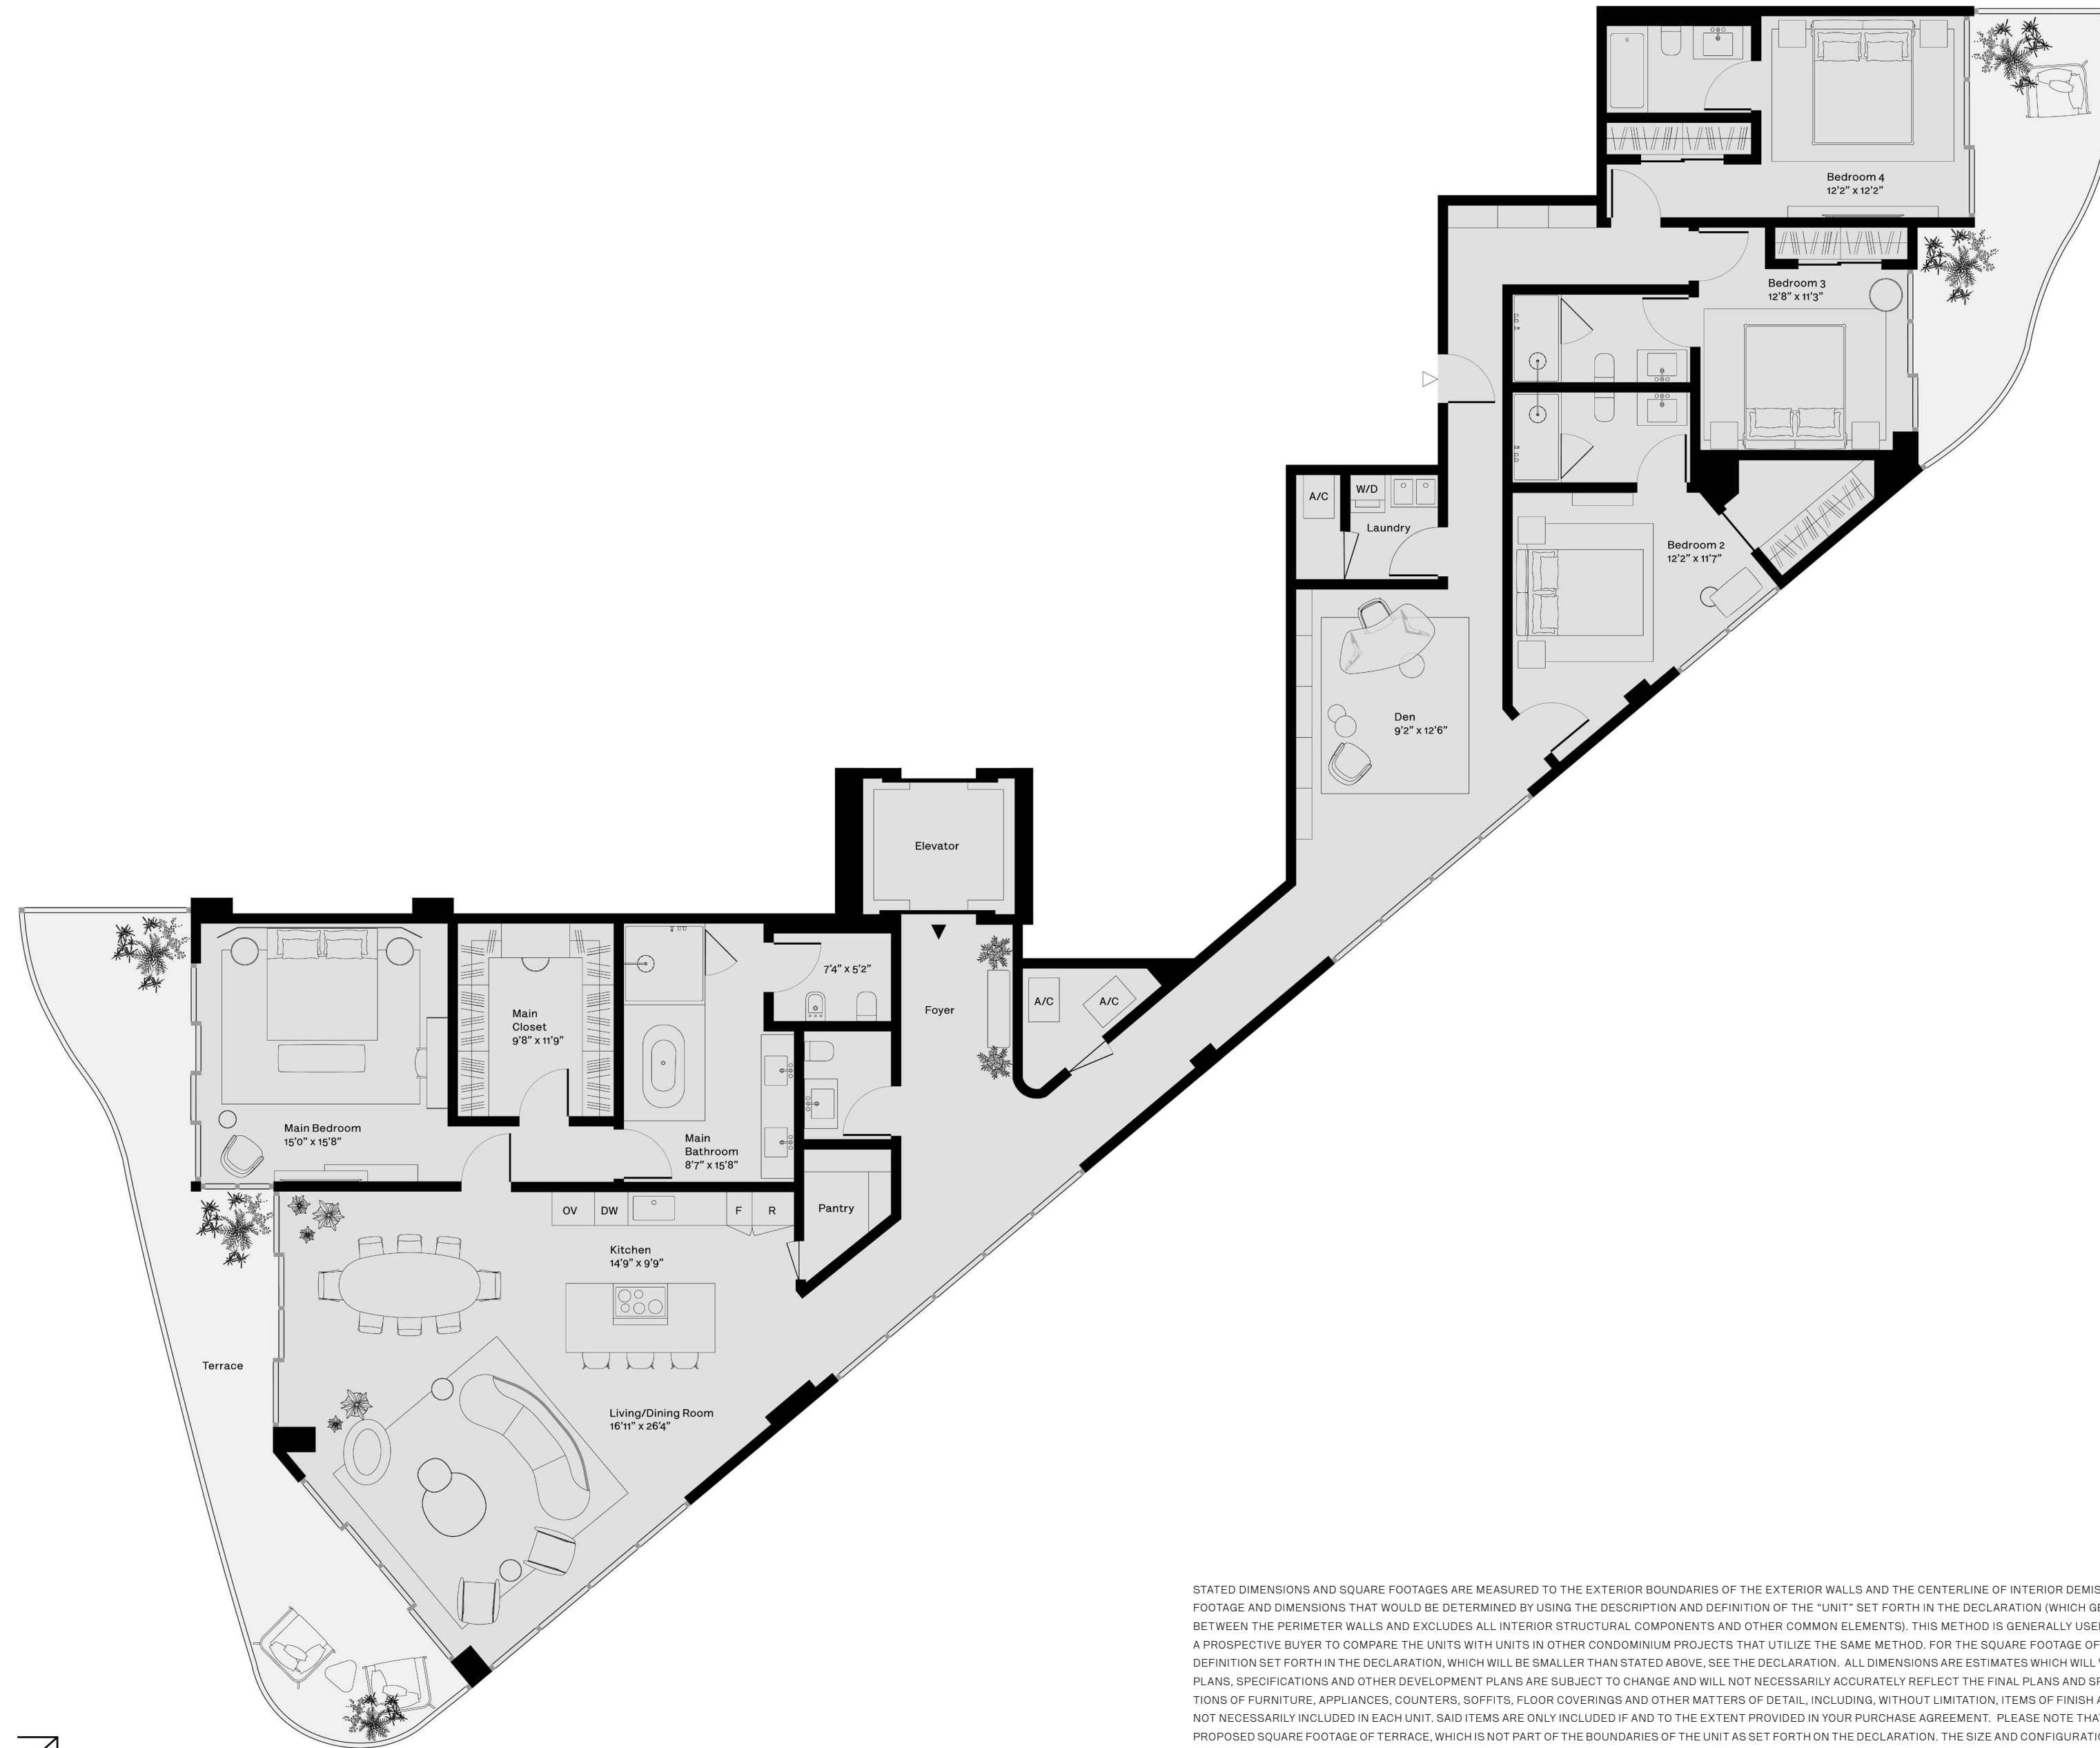 Bedroom 4
12'2" x 12'2"
Bedroom 3
12'8" x 11'3"
A/C
W/D
Laundry
Bedroom 2
12'2" x 11'7"
Den
9'2" x 12'6"
Elevator
7'4" x 5'2"
Foyer
A/C
A/C
Main
Closet
9'8" x 11'9"
Main Bedroom
15'0" x 15'8"
Main
Bathroom
8'7" x 15'8"
OV
DW
F
R
Pantry
Kitchen
14'9" x 9'9"
Terrace
Living/Dining Room
16'11" x 26'4"
STATED DIMENSIONS AND SQUARE FOOTAGES ARE MEASURED TO THE EXTERIOR BOUNDARIES OF THE EXTERIOR WALLS AND THE CENTERLINE OF INTERIOR DEMIS
FOOTAGE AND DIMENSIONS THAT WOULD BE DETERMINED BY USING THE DESCRIPTION AND DEFINITION OF THE “UNIT” SET FORTH IN THE DECLARATION (WHICH GE
BETWEEN THE PERIMETER WALLS AND EXCLUDES ALL INTERIOR STRUCTURAL COMPONENTS AND OTHER COMMON ELEMENTS). THIS METHOD IS GENERALLY USE
A PROSPECTIVE BUYER TO COMPARE THE UNITS WITH UNITS IN OTHER CONDOMINIUM PROJECTS THAT UTILIZE THE SAME METHOD. FOR THE SQUARE FOOTAGE OF
DEFINITION SET FORTH IN THE DECLARATION, WHICH WILL BE SMALLER THAN STATED ABOVE, SEE THE DECLARATION. ALL DIMENSIONS ARE ESTIMATES WHICH WILL
PLANS, SPECIFICATIONS AND OTHER DEVELOPMENT PLANS ARE SUBJECT TO CHANGE AND WILL NOT NECESSARILY ACCURATELY REFLECT THE FINAL PLANS AND SP
TIONS OF FURNITURE, APPLIANCES, COUNTERS, SOFFITS, FLOOR COVERINGS AND OTHER MATTERS OF DETAIL, INCLUDING, WITHOUT LIMITATION, ITEMS OF FINISH A
NOT NECESSARILY INCLUDED IN EACH UNIT. SAID ITEMS ARE ONLY INCLUDED IF AND TO THE EXTENT PROVIDED IN YOUR PURCHASE AGREEMENT. PLEASE NOTE THA
PROPOSED SQUARE FOOTAGE OF TERRACE, WHICH IS NOT PART OF THE BOUNDARIES OF THE UNIT AS SET FORTH ON THE DECLARATION. THE SIZE AND CONFIGURATI